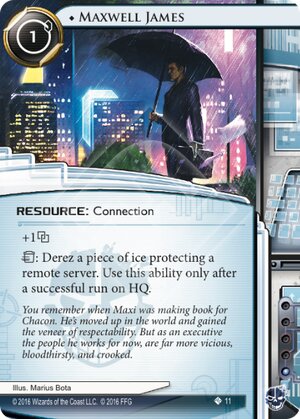 1
♦ MAXWELL JAMES
RESOURCE: Connection
+1
: Derez a piece of ice protecting a
remote server. Use this ability only after
a successful run on HQ.
You remember when Maxi was making book for
Chacon. He's moved up in the world and gained
the veneer of respectability. But as an executive
the people he works for now, are far more vicious,
bloodthirsty, and crooked.
Illus. Marius Bota
© 2016 Wizards of the Coast LLC. © 2016 FFG
11